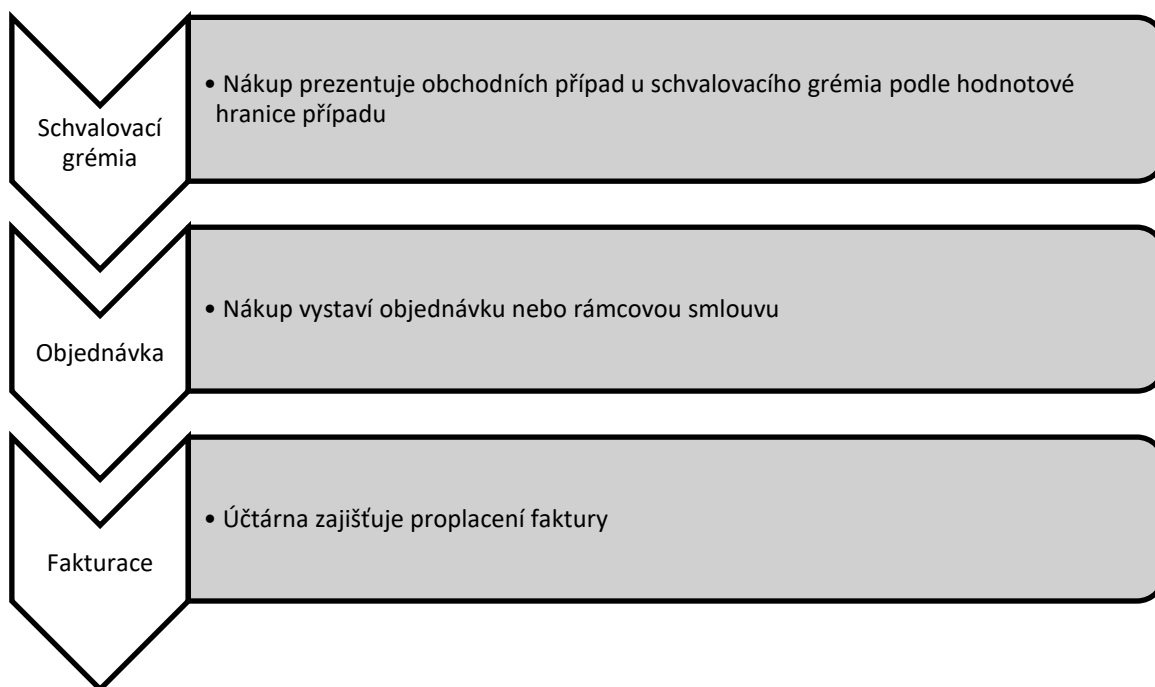 Schvalovací
grémia
• Nákup prezentuje obchodních případ u schvalovacího grémia podle hodnotové
hranice případu
Objednávka
• Nákup vystaví objednávku nebo rámcovou smlouvu
Fakturace
• Účtárna zajišťuje proplacení faktury